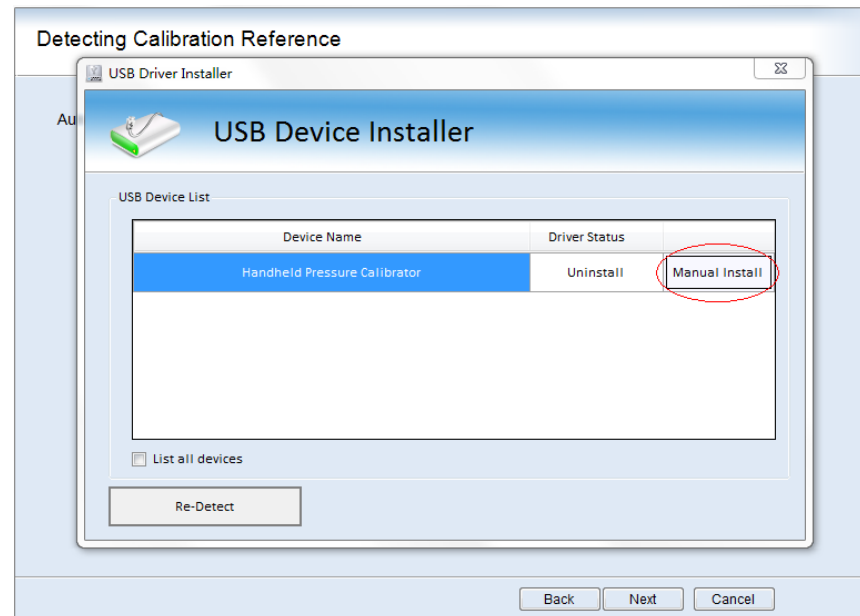 Detecting Calibration Reference
USB Driver Installer
Au
USB Device Installer
USB Device List
Device Name Driver Status
Handheld Pressure Calibrator Uninstall Manual Install
List all devices
Re-Detect
Back Next Cancel